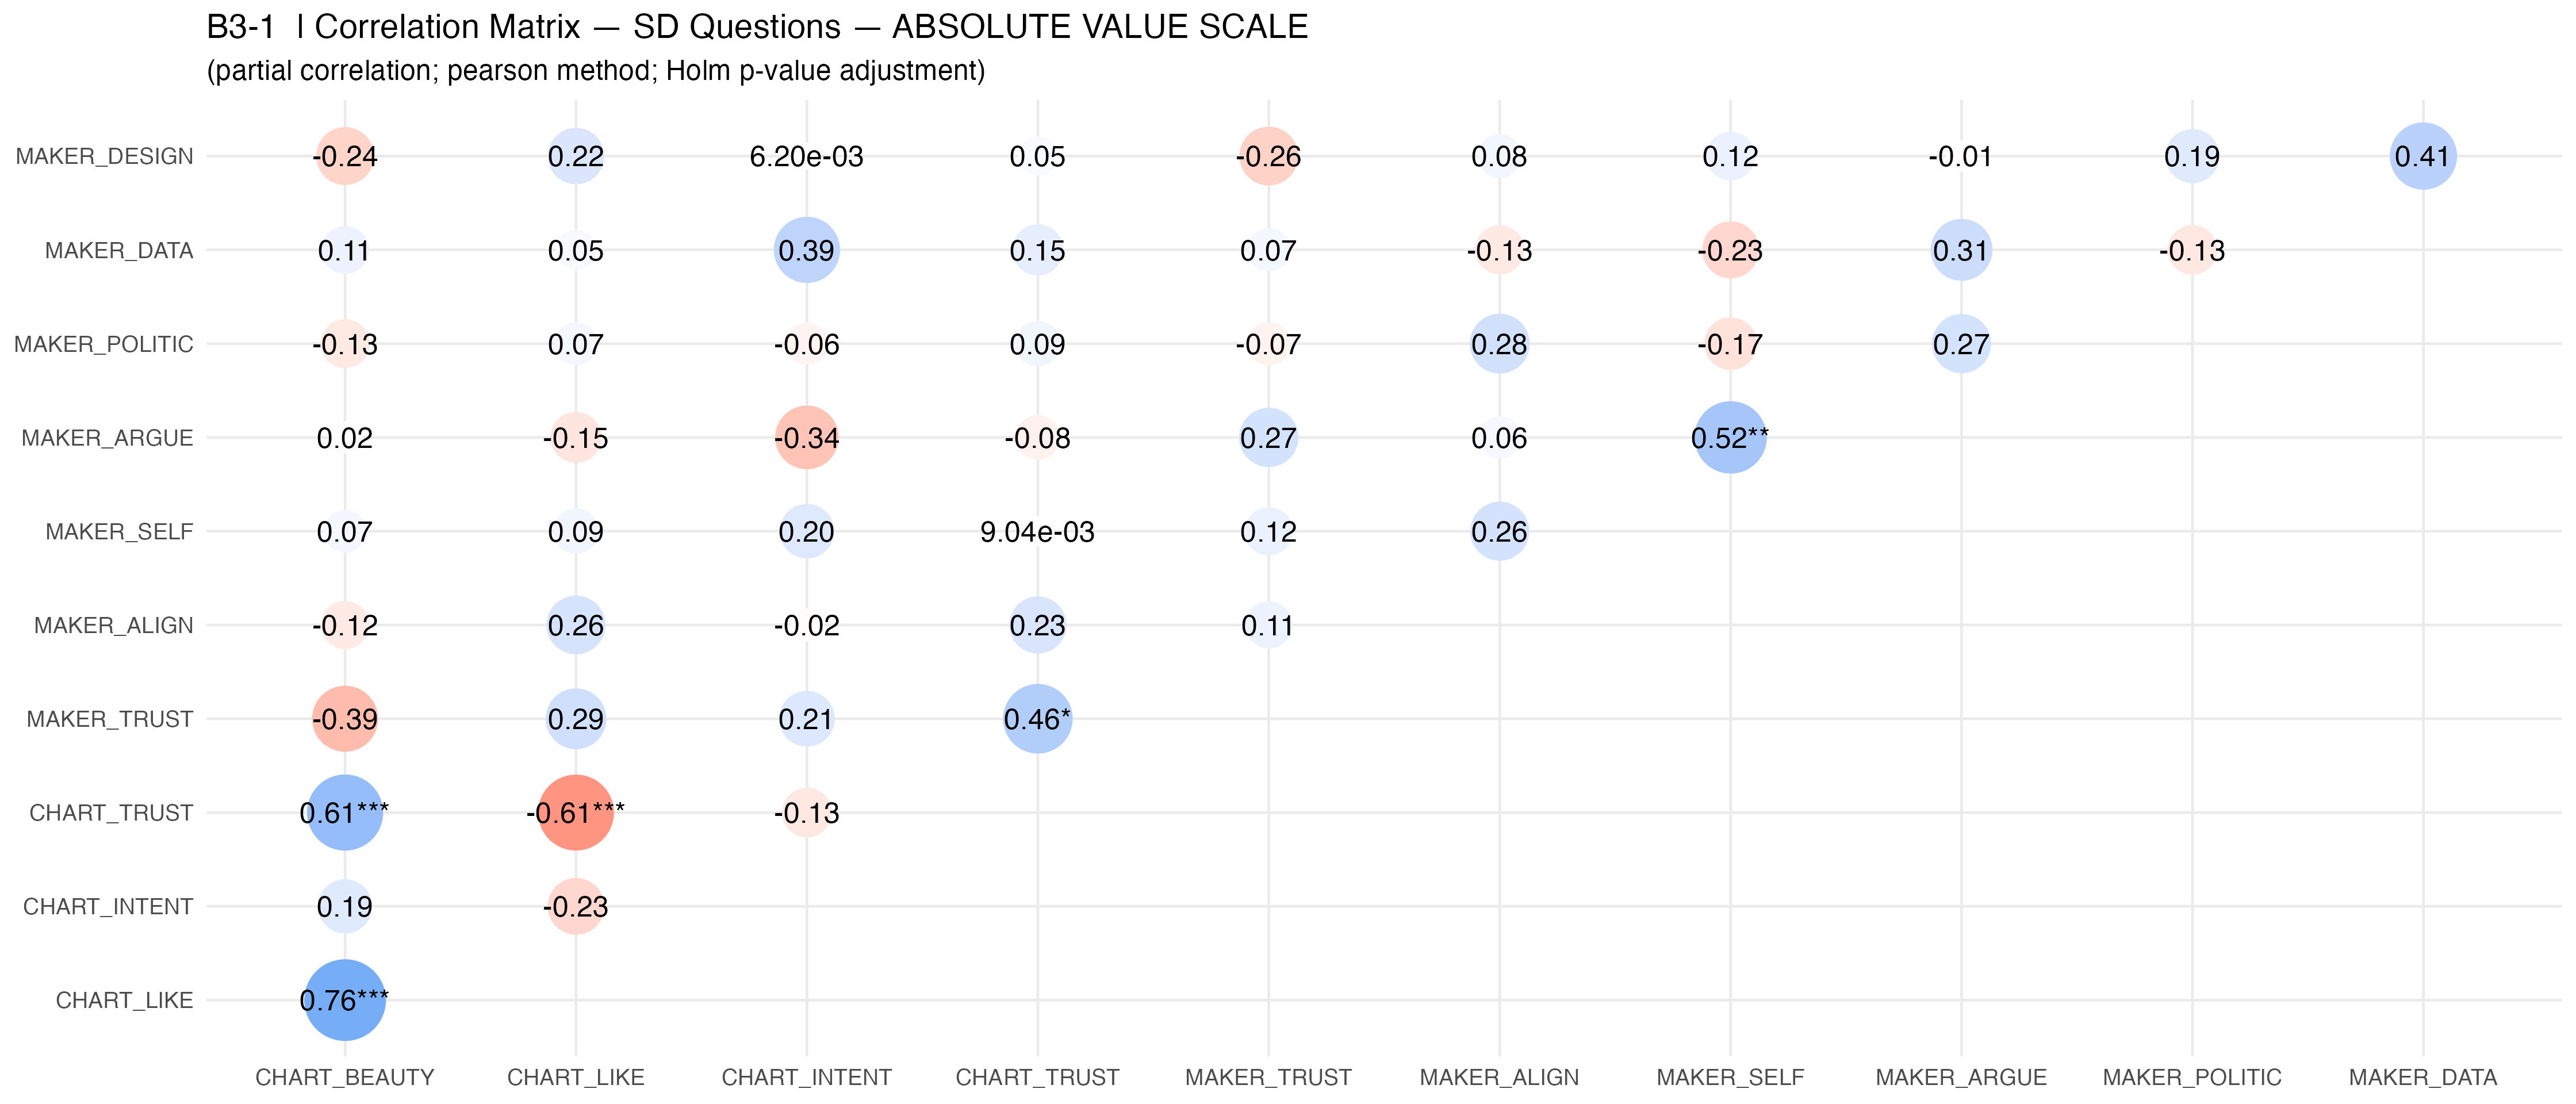 B3-1 | Correlation Matrix — SD Questions — ABSOLUTE VALUE SCALE
(partial correlation; pearson method; Holm p-value adjustment)
MAKER_DESIGN -0.24 0.22 6.20e-03 0.05 -0.26 0.08 0.12 -0.01 0.19 0.41
MAKER_DATA 0.11 0.05 0.39 0.15 0.07 -0.13 -0.23 0.31 -0.13
MAKER_POLITIC -0.13 0.07 -0.06 0.09 -0.07 0.28 -0.17 0.27
MAKER_ARGUE 0.02 -0.15 -0.34 -0.08 0.27 0.06 0.52**
MAKER_SELF 0.07 0.09 0.20 9.04e-03 0.12 0.26
MAKER_ALIGN -0.12 0.26 -0.02 0.23 0.11
MAKER_TRUST -0.39 0.29 0.21 0.46*
CHART_TRUST 0.61*** -0.61*** -0.13
CHART_INTENT 0.19 -0.23
CHART_LIKE 0.76***
CHART_BEAUTY CHART_LIKE CHART_INTENT CHART_TRUST MAKER_TRUST MAKER_ALIGN MAKER_SELF MAKER_ARGUE MAKER_POLITIC MAKER_DATA